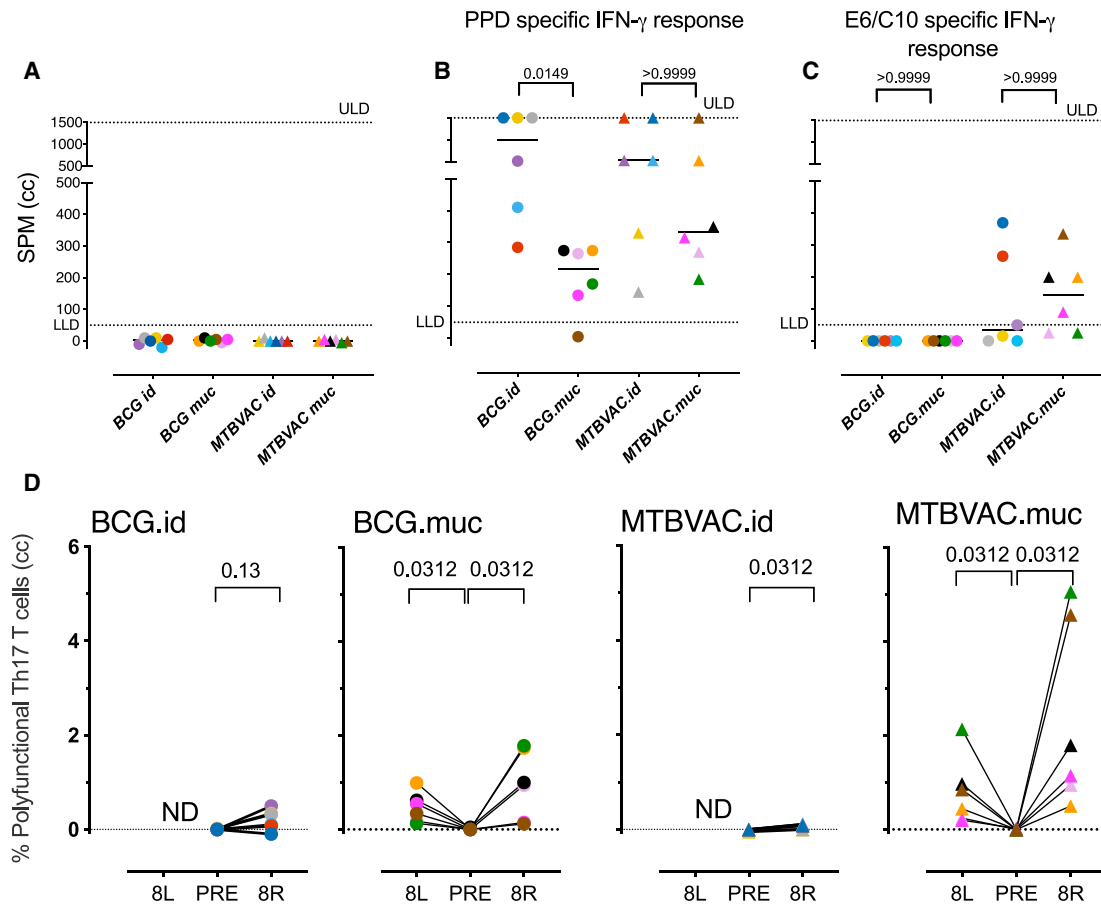 PPD specific IFN-γ response
E6/C10 specific IFN-γ
response
A
B
C
0.0149
>0.9999
>0.9999
>0.9999
ULD
ULD
ULD
1500
1000
500
500
400
300
200
100
0
LLD
LLD
LLD
SPM (cc)
BCG id
BCG muc
MTBVAC id
MTBVAC muc
BCG.id
BCG.muc
MTBVAC.id
MTBVAC.muc
BCG.id
BCG.muc
MTBVAC.id
MTBVAC.muc
D
BCG.id
BCG.muc
MTBVAC.id
MTBVAC.muc
% Polyfunctional Th17 T cells (cc)
6
4
2
0
0.13
0.0312
0.0312
0.0312
0.0312
0.0312
ND
ND
8L
PRE
8R
8L
PRE
8R
8L
PRE
8R
8L
PRE
8R